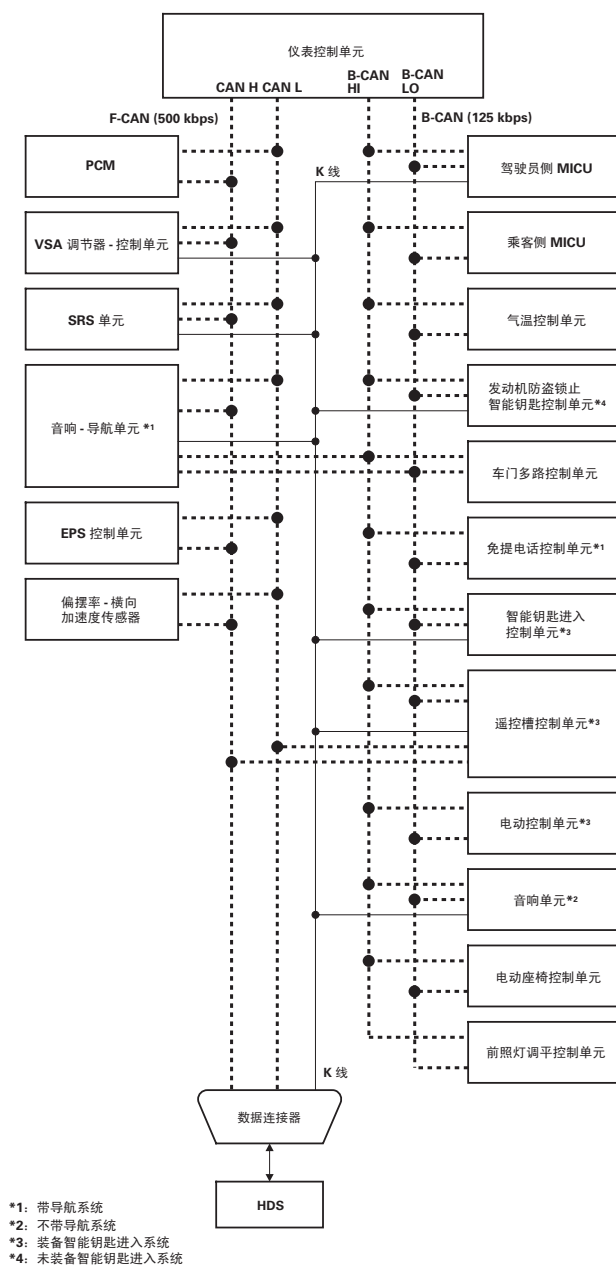 仪表控制单元
CAN H CAN L
B-CAN
HI
B-CAN
LO
F-CAN (500 kbps)
B-CAN (125 kbps)
PCM
K 线
驾驶员侧 MICU
VSA 调节器 - 控制单元
乘客侧 MICU
SRS 单元
气温控制单元
发动机防盗锁止
智能钥匙控制单元*4
音响 - 导航单元 *1
车门多路控制单元
EPS 控制单元
免提电话控制单元*1
偏摆率 - 横向
加速度传感器
智能钥匙进入
控制单元*3
遥控槽控制单元*3
电动控制单元*3
音响单元*2
电动座椅控制单元
前照灯调平控制单元
K 线
数据连接器
HDS
*1: 带导航系统
*2: 不带导航系统
*3: 装备智能钥匙进入系统
*4: 未装备智能钥匙进入系统